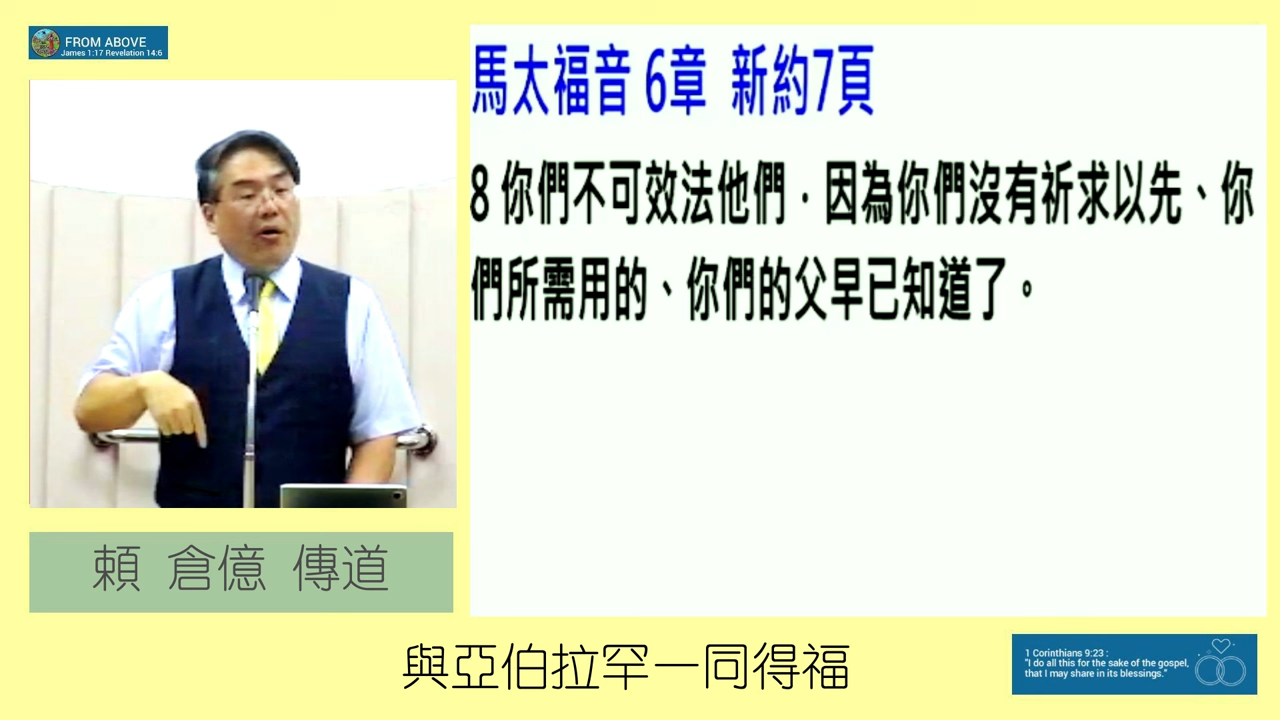 FROM ABOVE
James 1:17 Revelation 14:6
馬太福音 6章 新約7頁
8 你們不可效法他們．因為你們沒有祈求以先、你
們所需用的、你們的父早已知道了。
賴 倉億 傳道
與亞伯拉罕一同得福
1 Corinthians 9:23 :
"I do all this for the sake of the gospel,
that I may share in its blessings."